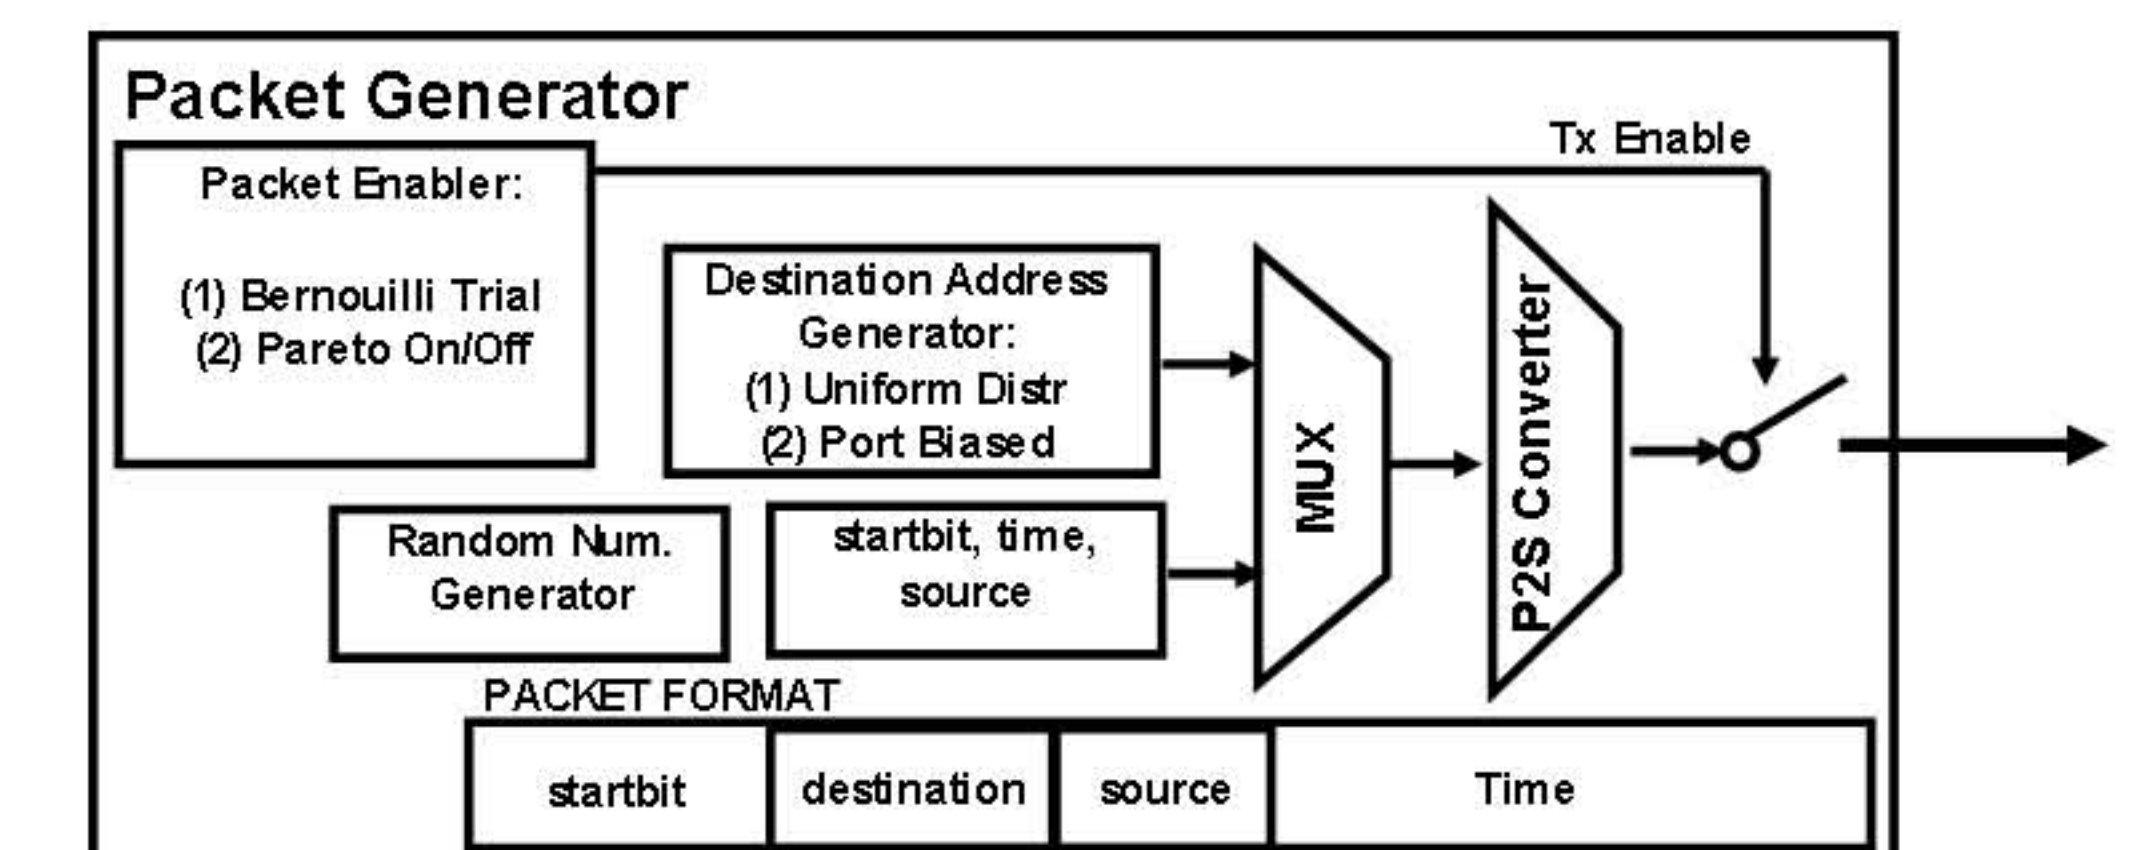 Packet Generator
Tx Enable
Packet Enabler:
(1) Bernouilli Trial
(2) Pareto On/Off
Destination Address
Generator:
(1) Uniform Distr
(2) Port Biased
MUX
P2S Converter
Random Num.
Generator
startbit, time,
source
PACKET FORMAT
startbit
destination
source
Time